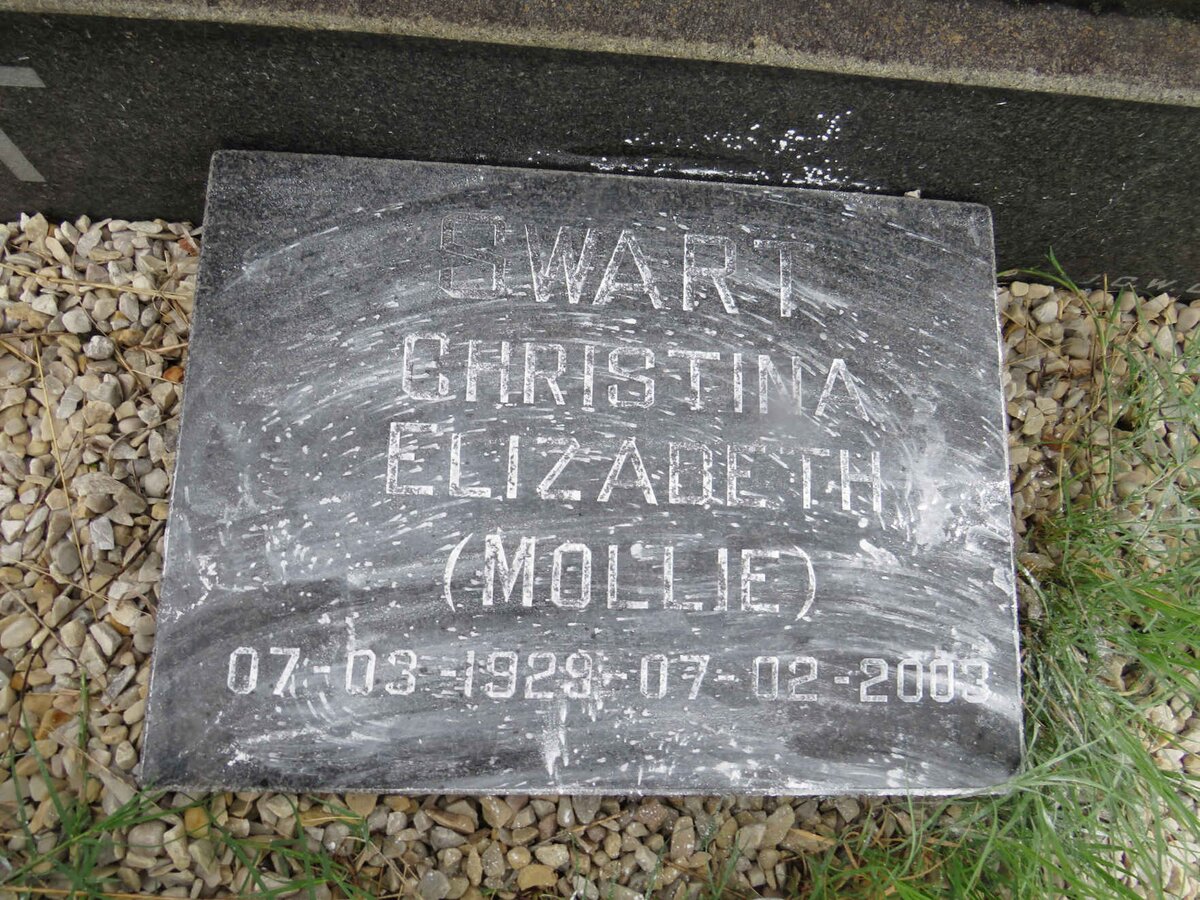 SWART
CHRISTINA
ELIZABETH
(MOLLIE)
07-03-1929-07-02-2003